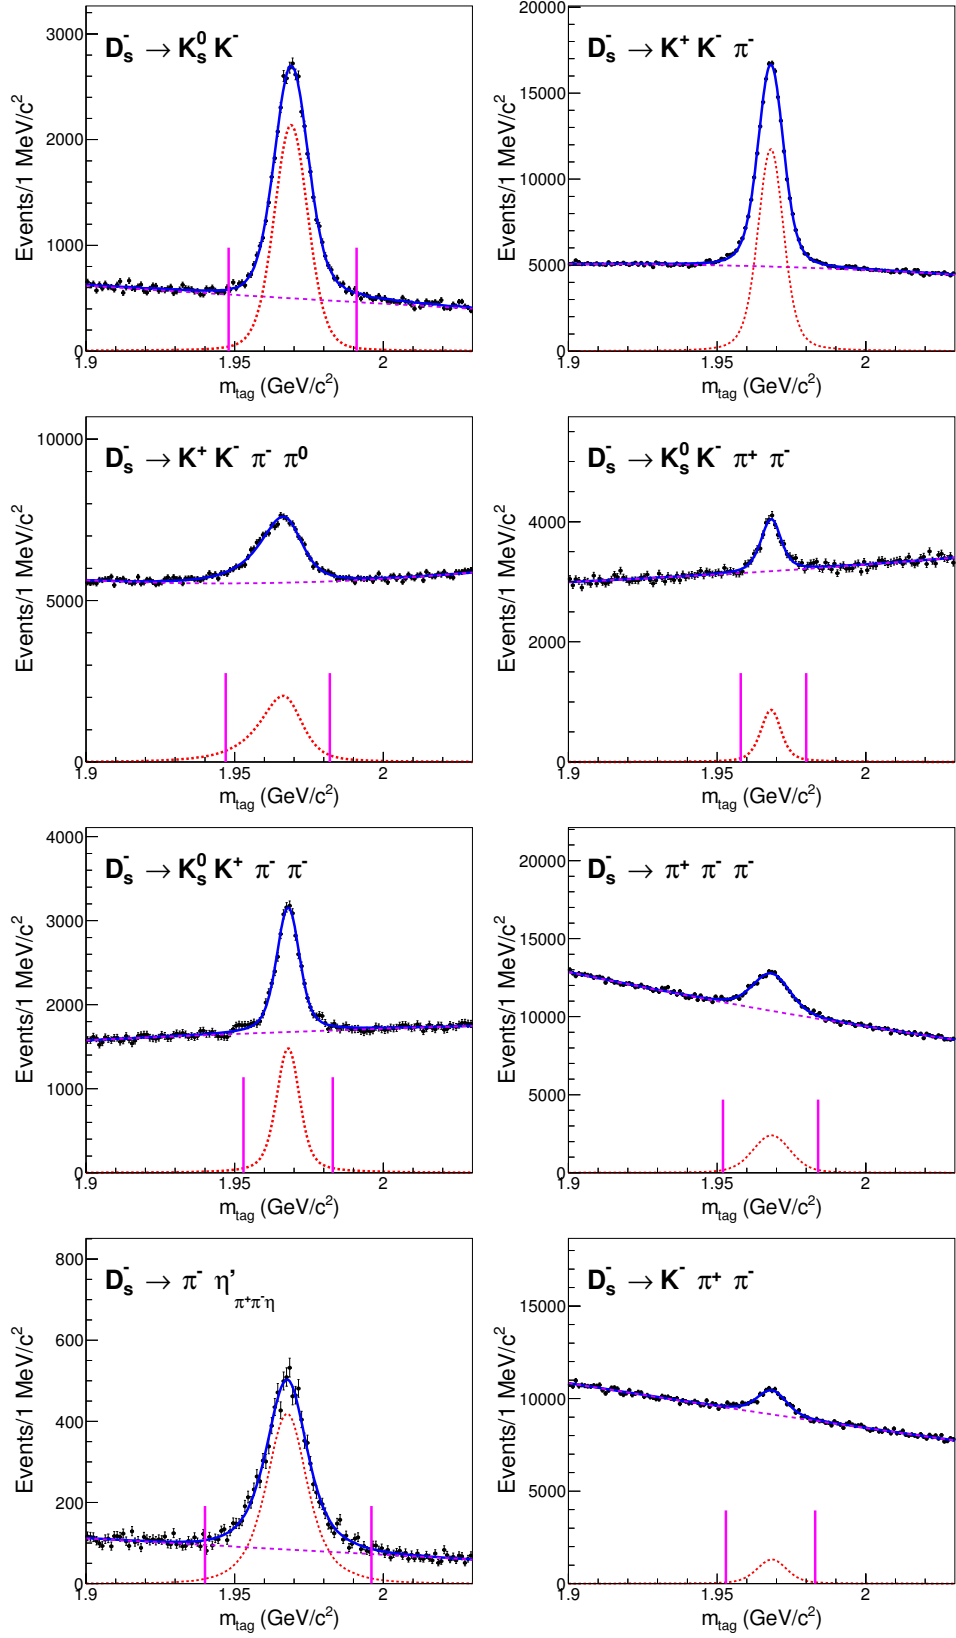 D_s^- → K_s^0 K^-
Events/1 MeV/c²
3000
2000
1000
0
1.9
1.95
2
m_tag (GeV/c²)
D_s^- → K⁺ K⁻ π⁻
Events/1 MeV/c²
20000
15000
10000
5000
0
1.9
1.95
2
m_tag (GeV/c²)
D_s^- → K⁺ K⁻ π⁻ π⁰
Events/1 MeV/c²
10000
5000
0
1.9
1.95
2
m_tag (GeV/c²)
D_s^- → K_s^0 K⁻ π⁺ π⁻
Events/1 MeV/c²
4000
2000
0
1.9
1.95
2
m_tag (GeV/c²)
D_s^- → K_s^0 K⁺ π⁻ π⁻
Events/1 MeV/c²
4000
3000
2000
1000
0
1.9
1.95
2
m_tag (GeV/c²)
D_s^- → π⁺ π⁻ π⁻
Events/1 MeV/c²
20000
15000
10000
5000
0
1.9
1.95
2
m_tag (GeV/c²)
D_s^- → π⁻ η'_π⁺π⁻η
Events/1 MeV/c²
800
600
400
200
0
1.9
1.95
2
m_tag (GeV/c²)
D_s^- → K⁻ π⁺ π⁻
Events/1 MeV/c²
15000
10000
5000
0
1.9
1.95
2
m_tag (GeV/c²)